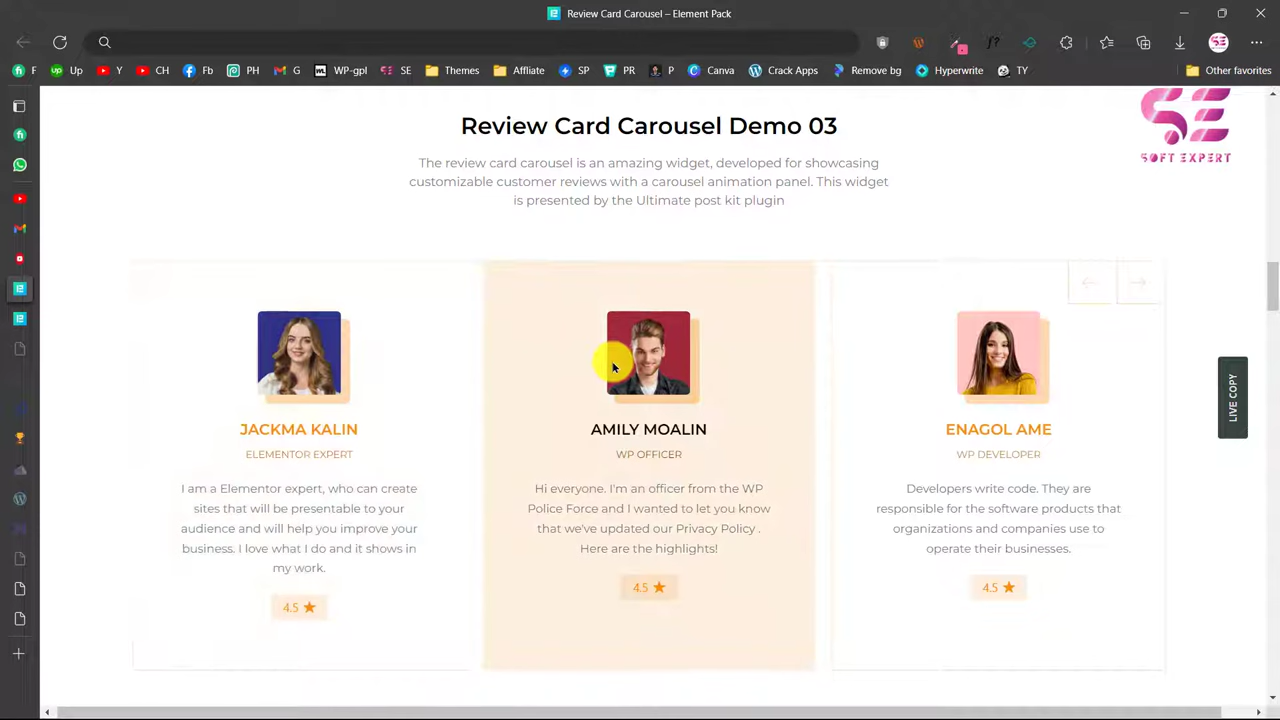 Review Card Carousel – Element Pack
F
Up
Y
CH
Fb
PH
G
WP-gpl
SE
Themes
Affliate
SP
PR
P
Canva
Crack Apps
Remove bg
Hyperwrite
TY
Other favorites
SOFT EXPERT
Review Card Carousel Demo 03
The review card carousel is an amazing widget, developed for showcasing
customizable customer reviews with a carousel animation panel. This widget
is presented by the Ultimate post kit plugin
JACKMA KALIN
ELEMENTOR EXPERT
I am a Elementor expert, who can create
sites that will be presentable to your
audience and will help you improve your
business. I love what I do and it shows in
my work.
4.5
AMILY MOALIN
WP OFFICER
Hi everyone. I'm an officer from the WP
Police Force and I wanted to let you know
that we've updated our Privacy Policy .
Here are the highlights!
4.5
ENAGOL AME
WP DEVELOPER
Developers write code. They are
responsible for the software products that
organizations and companies use to
operate their businesses.
4.5
LIVE COPY